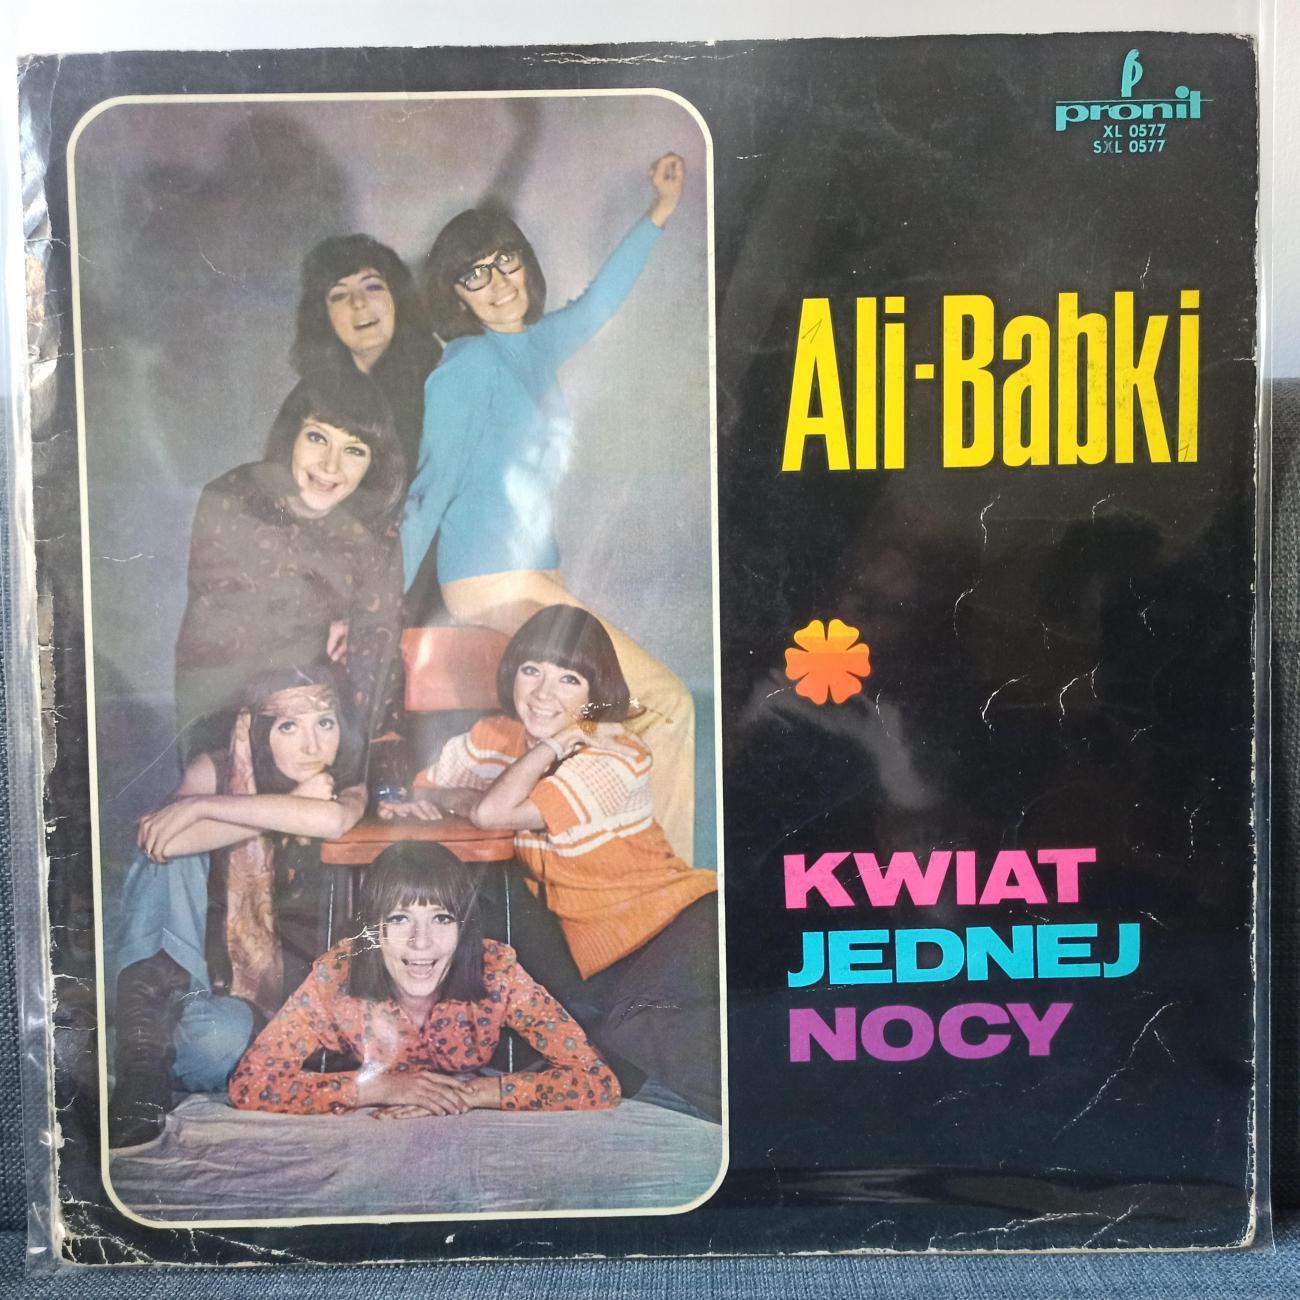 pronit
XL 0577
SXL 0577
Ali-Babki
KWIAT
JEDNEJ
NOCY